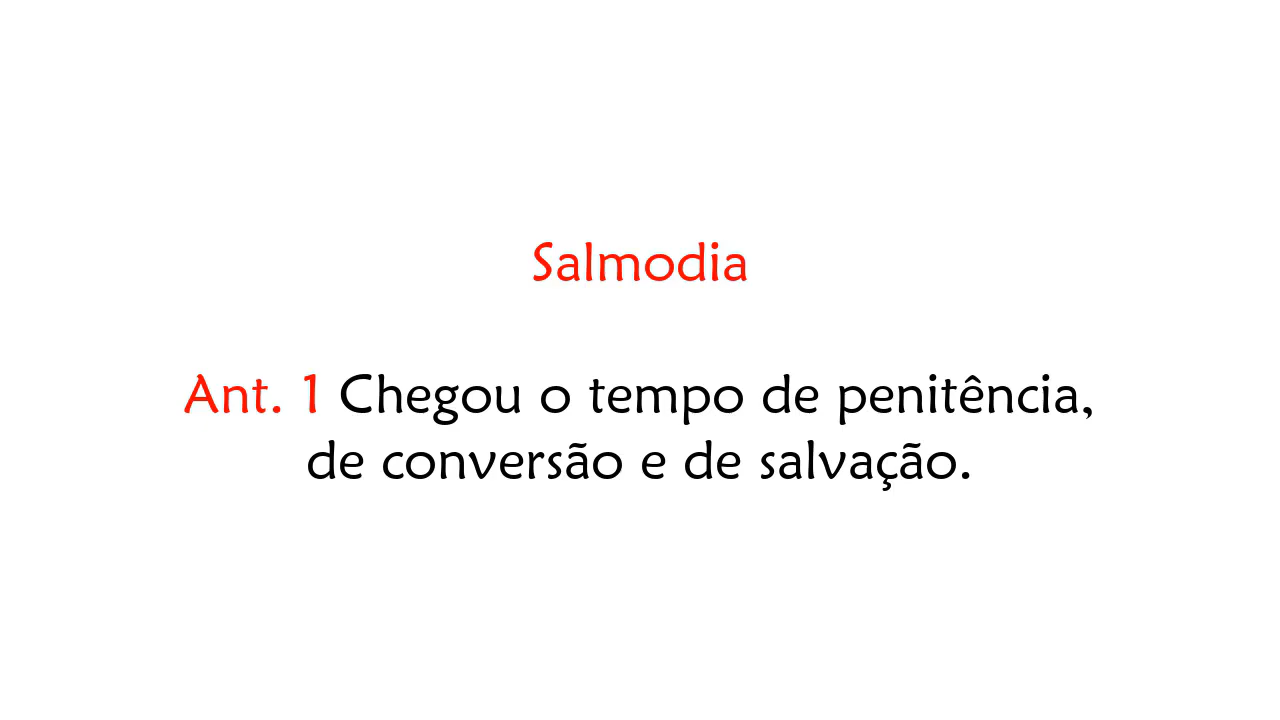 Salmodia
Ant. 1 Chegou o tempo de penitência,
de conversão e de salvação.